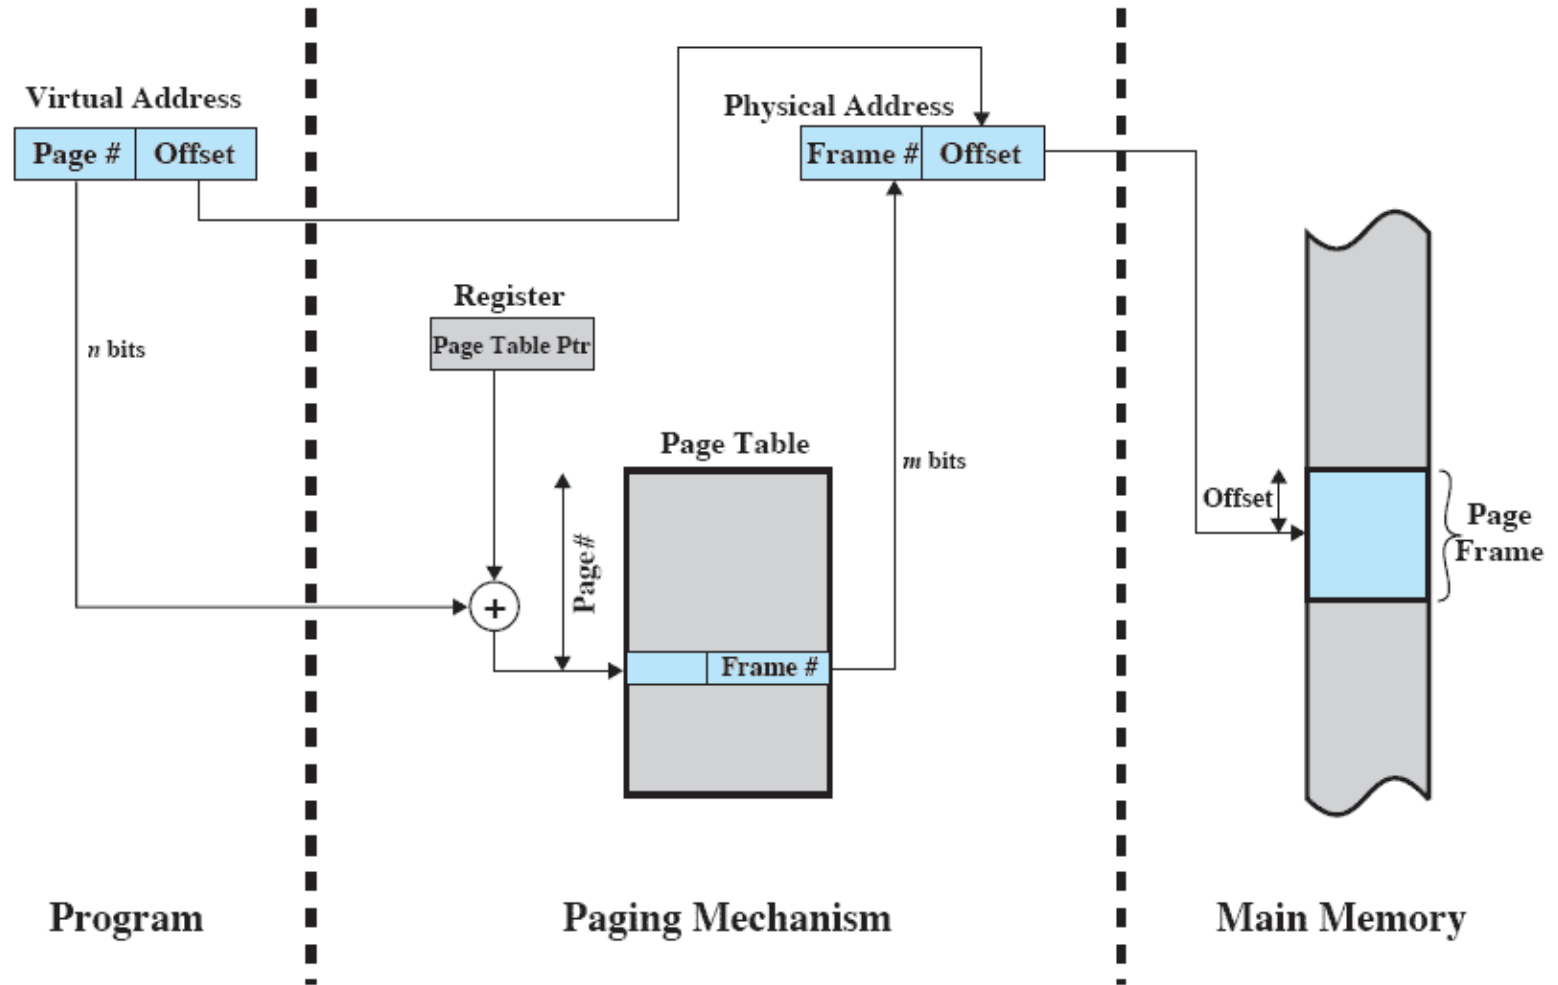 Virtual Address
Page # Offset
Physical Address
Frame # Offset
n bits
Register
Page Table Ptr
Page Table
Page#
+
Frame #
m bits
Offset
Page
Frame
Program
Paging Mechanism
Main Memory